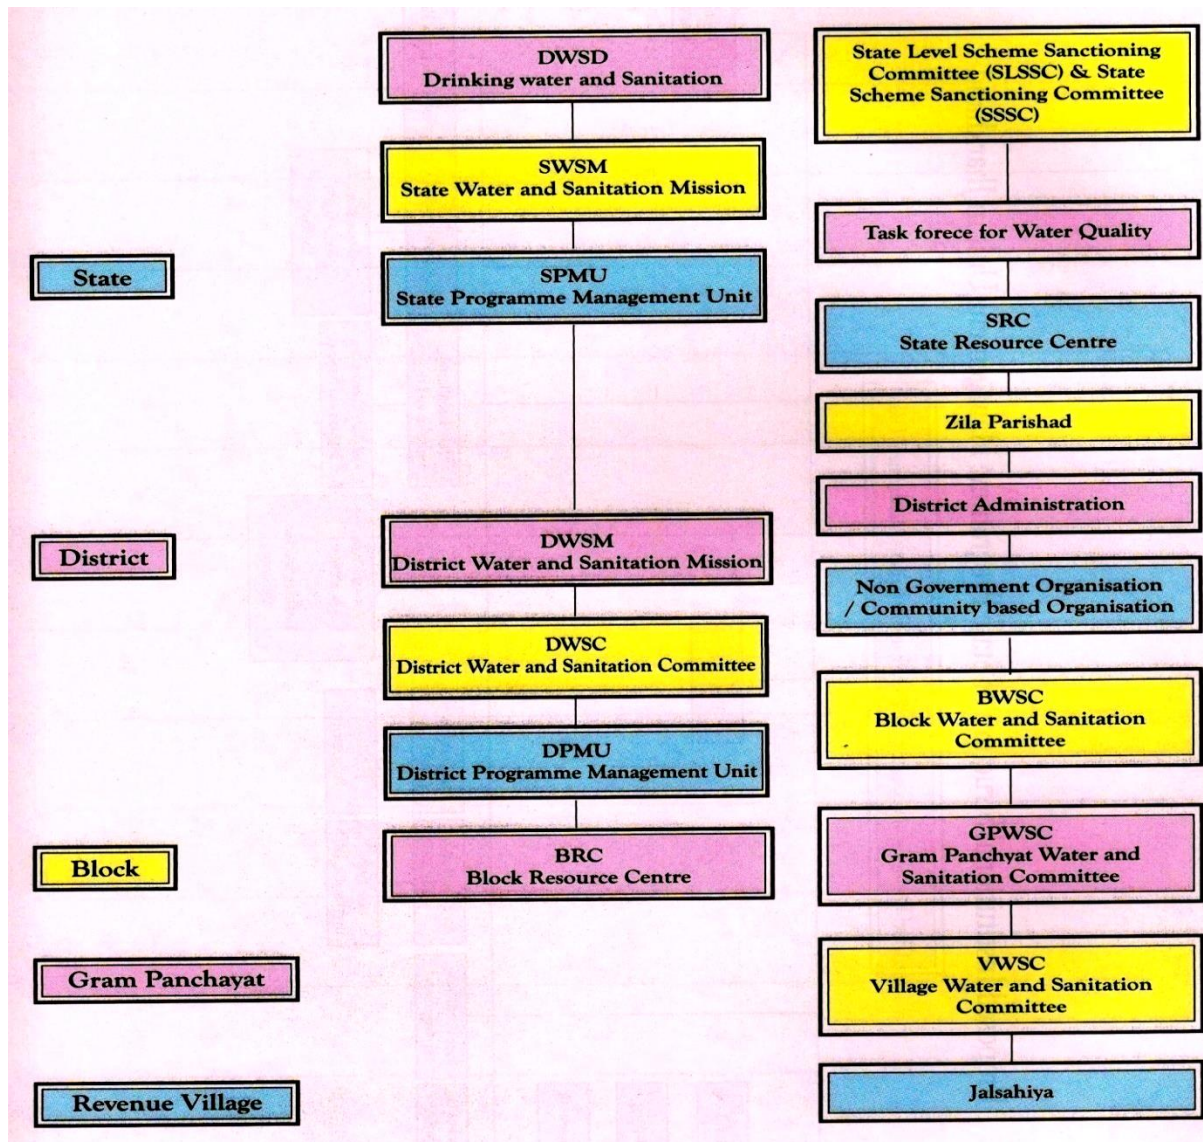 State
District
Block
Gram Panchayat
Revenue Village
DWSD
Drinking water and Sanitation
SWSM
State Water and Sanitation Mission
SPMU
State Programme Management Unit
DWSM
District Water and Sanitation Mission
DWSC
District Water and Sanitation Committee
DPMU
District Programme Management Unit
BRC
Block Resource Centre
State Level Scheme Sanctioning
Committee (SLSSC) & State
Scheme Sanctioning Committee
(SSSC)
Task forece for Water Quality
SRC
State Resource Centre
Zila Parishad
District Administration
Non Government Organisation
/ Community based Organisation
BWSC
Block Water and Sanitation
Committee
GPWSC
Gram Panchyat Water and
Sanitation Committee
VWSC
Village Water and Sanitation
Committee
Jalsahiya